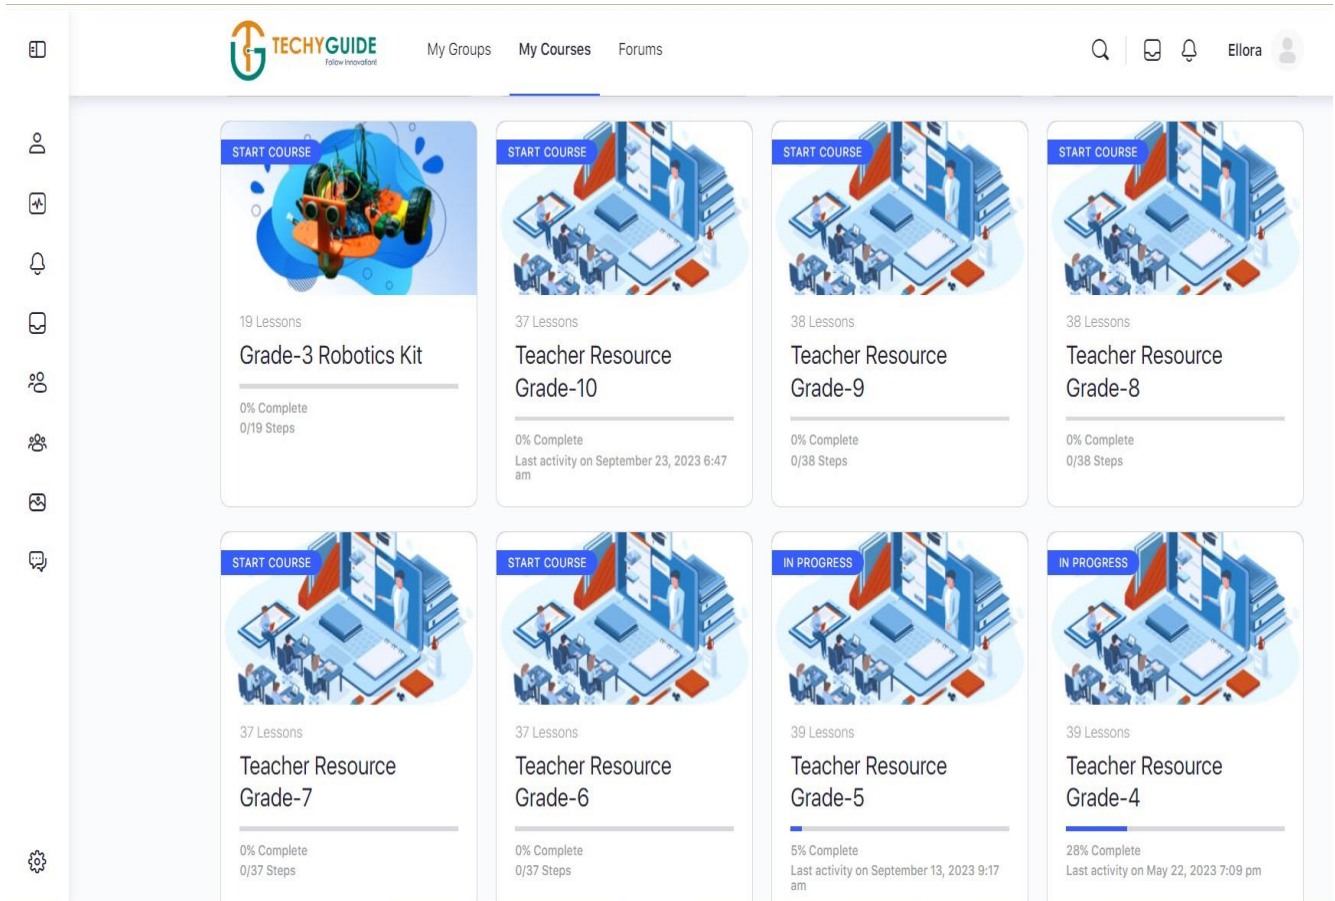 TECHYGUIDE
Follow Innovation!
My Groups
My Courses
Forums
Ellora
START COURSE
19 Lessons
Grade-3 Robotics Kit
0% Complete
0/19 Steps
START COURSE
37 Lessons
Teacher Resource
Grade-10
0% Complete
Last activity on September 23, 2023 6:47
am
START COURSE
38 Lessons
Teacher Resource
Grade-9
0% Complete
0/38 Steps
START COURSE
38 Lessons
Teacher Resource
Grade-8
0% Complete
0/38 Steps
START COURSE
37 Lessons
Teacher Resource
Grade-7
0% Complete
0/37 Steps
START COURSE
37 Lessons
Teacher Resource
Grade-6
0% Complete
0/37 Steps
IN PROGRESS
39 Lessons
Teacher Resource
Grade-5
5% Complete
Last activity on September 13, 2023 9:17
am
IN PROGRESS
39 Lessons
Teacher Resource
Grade-4
28% Complete
Last activity on May 22, 2023 7:09 pm